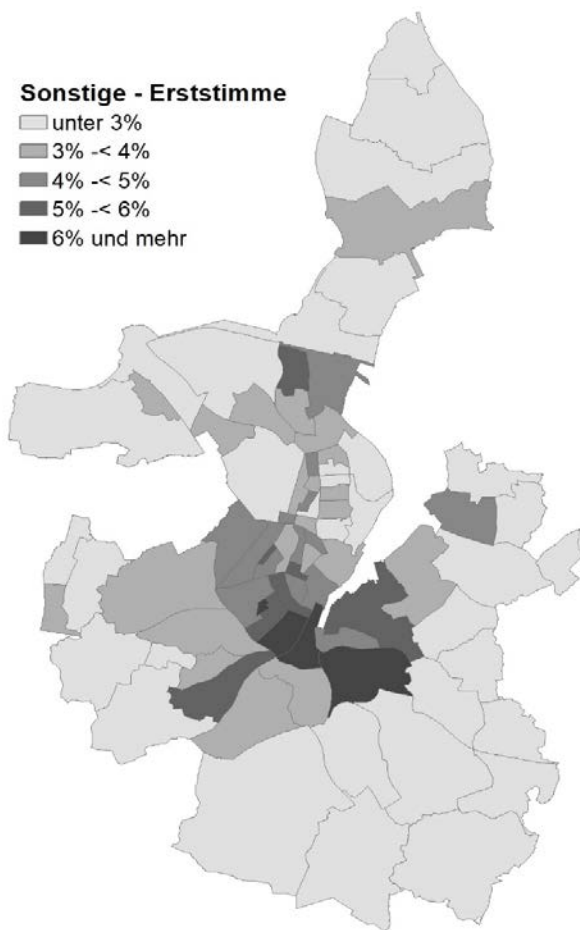 Sonstige - Erststimme
unter 3%
3% -< 4%
4% -< 5%
5% -< 6%
6% und mehr